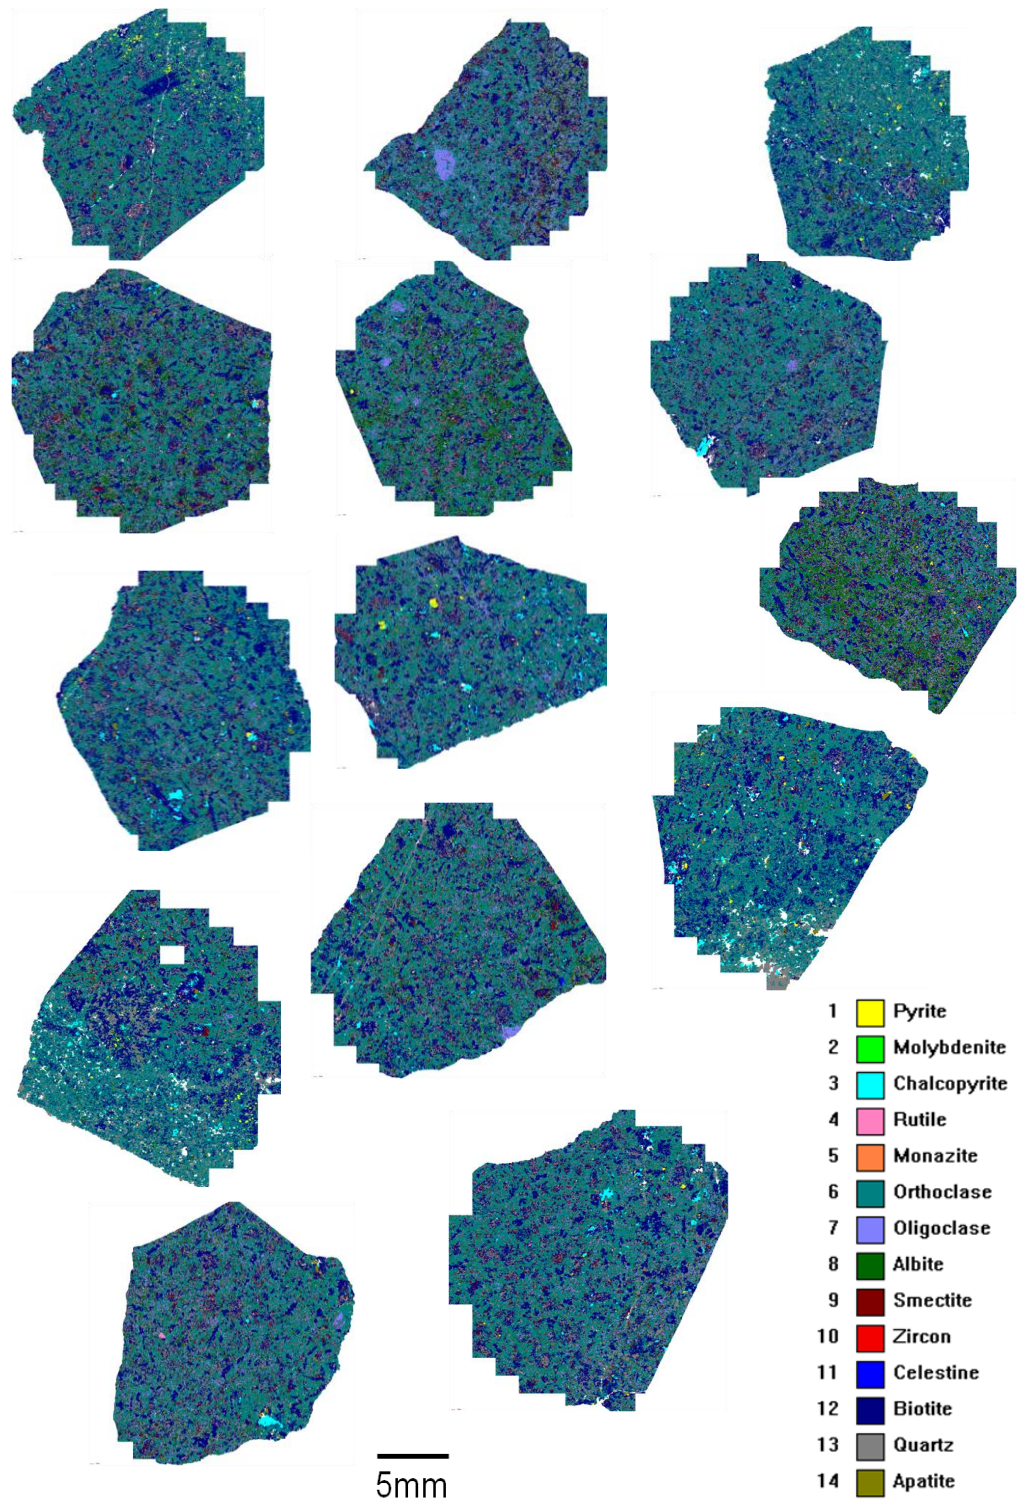 1 Pyrite
2 Molybdenite
3 Chalcopyrite
4 Rutile
5 Monazite
6 Orthoclase
7 Oligoclase
8 Albite
9 Smectite
10 Zircon
11 Celestine
12 Biotite
13 Quartz
14 Apatite
5mm